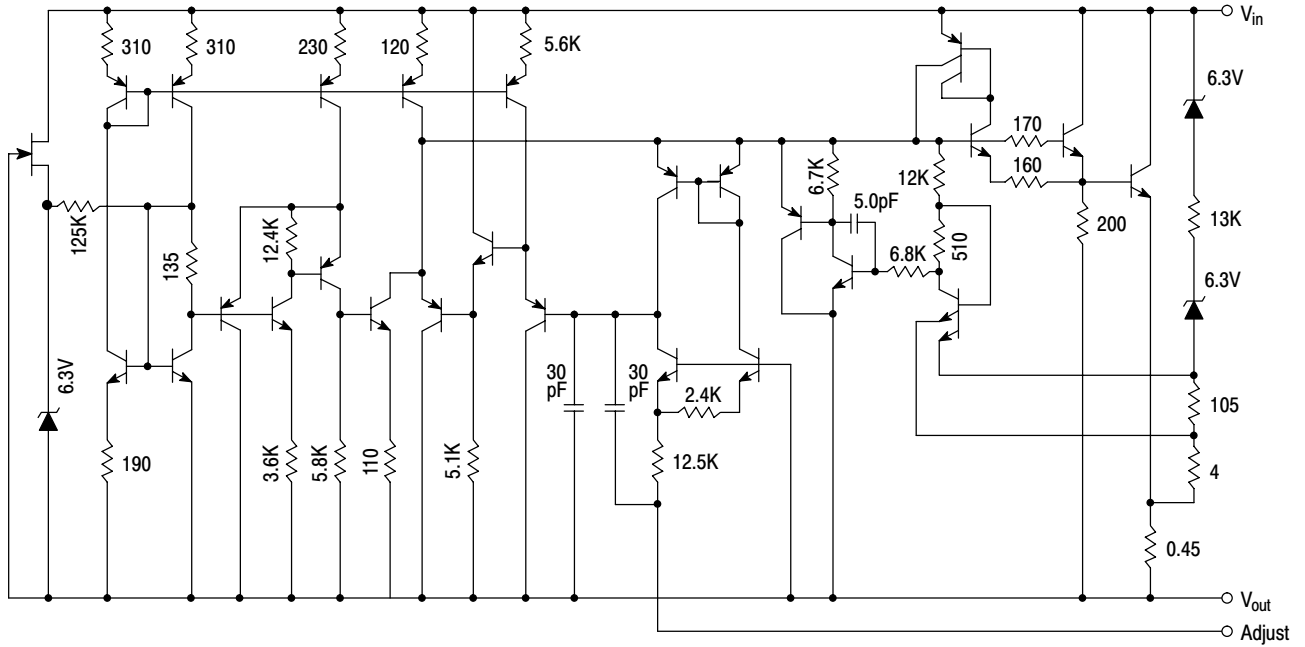 310
310
230
120
5.6K
V_in
6.3V
170
160
6.7K
12K
5.0pF
200
13K
125K
135
12.4K
6.8K
510
6.3V
6.3V
30
pF
30
pF
2.4K
105
190
3.6K
5.8K
110
5.1K
12.5K
4
0.45
V_out
Adjust